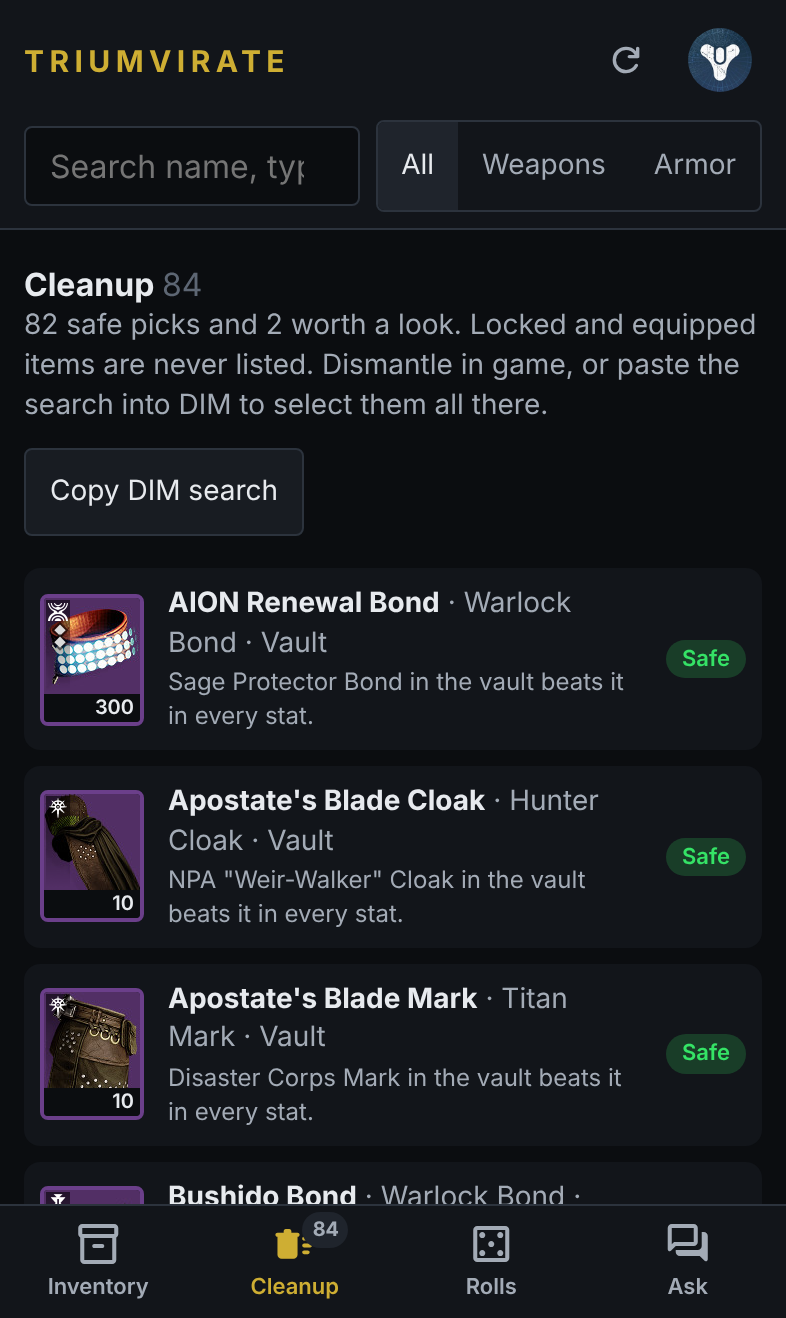 TRIUMVIRATE
Search name, typ
All
Weapons
Armor
Cleanup 84
82 safe picks and 2 worth a look. Locked and equipped
items are never listed. Dismantle in game, or paste the
search into DIM to select them all there.
Copy DIM search
AION Renewal Bond · Warlock
Bond · Vault
Sage Protector Bond in the vault beats it
in every stat.
300
Safe
Apostate's Blade Cloak · Hunter
Cloak · Vault
NPA "Weir-Walker" Cloak in the vault
beats it in every stat.
10
Safe
Apostate's Blade Mark · Titan
Mark · Vault
Disaster Corps Mark in the vault beats it
in every stat.
10
Safe
Bushido Bond · Warlock Bond ·
84
Inventory
Cleanup
Rolls
Ask